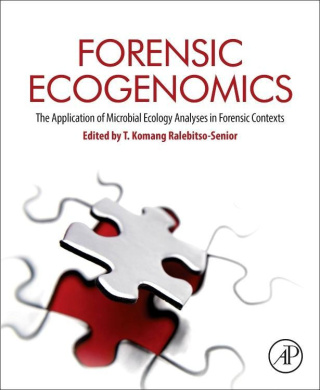 FORENSIC
ECOGENOMICS
The Application of Microbial Ecology Analyses in Forensic Contexts
Edited by T. Komang Ralebitso-Senior
AP